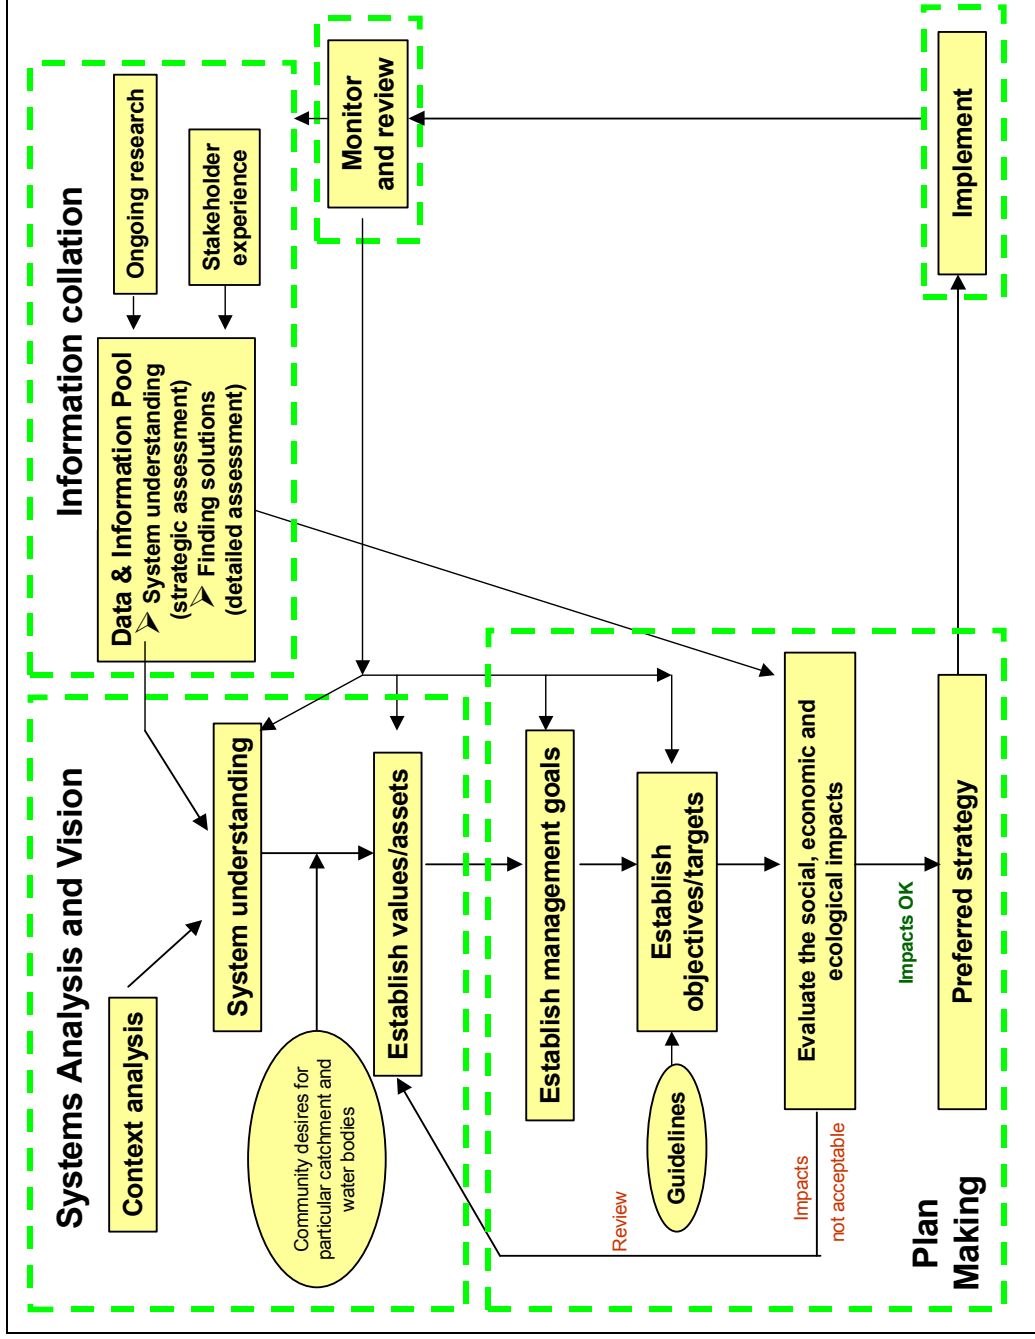 Systems Analysis and Vision
Context analysis
System understanding
Community desires for
particular catchment and
water bodies
Establish values/assets
Information collation
Ongoing research
Stakeholder
experience
Data & Information Pool
➢ System understanding
(strategic assessment)
➢ Finding solutions
(detailed assessment)
Monitor
and review
Plan
Making
Establish management goals
Guidelines
Establish
objectives/targets
Evaluate the social, economic and
ecological impacts
Review
Impacts
not acceptable
Impacts OK
Preferred strategy
Implement